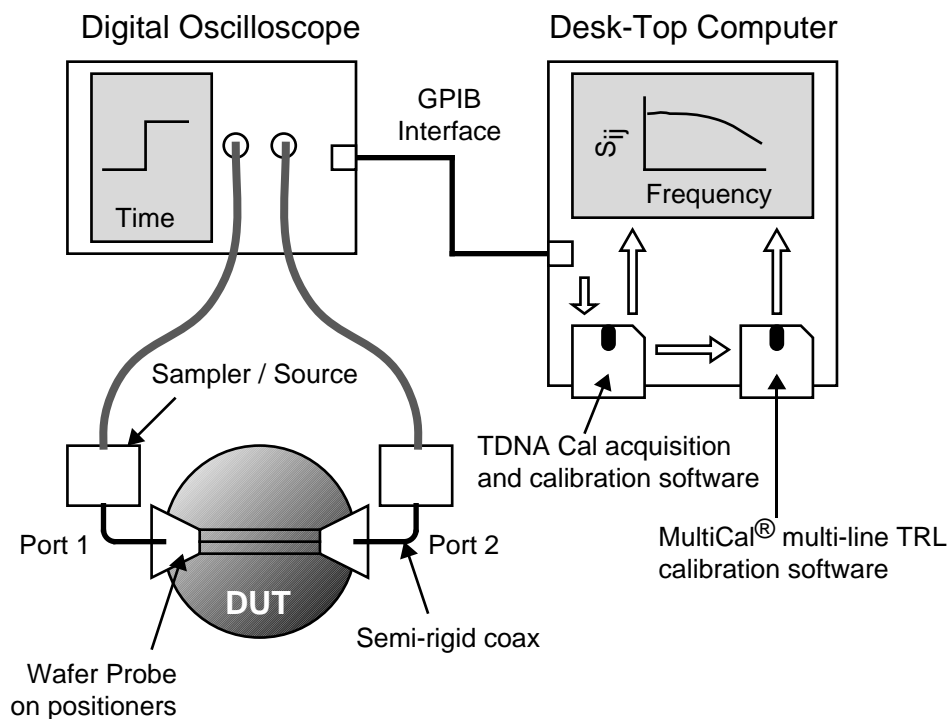 Digital Oscilloscope
Desk-Top Computer
GPIB
Interface
Time
Sij
Frequency
Sampler / Source
TDNA Cal acquisition
and calibration software
Port 1
Port 2
MultiCal® multi-line TRL
calibration software
DUT
Semi-rigid coax
Wafer Probe
on positioners